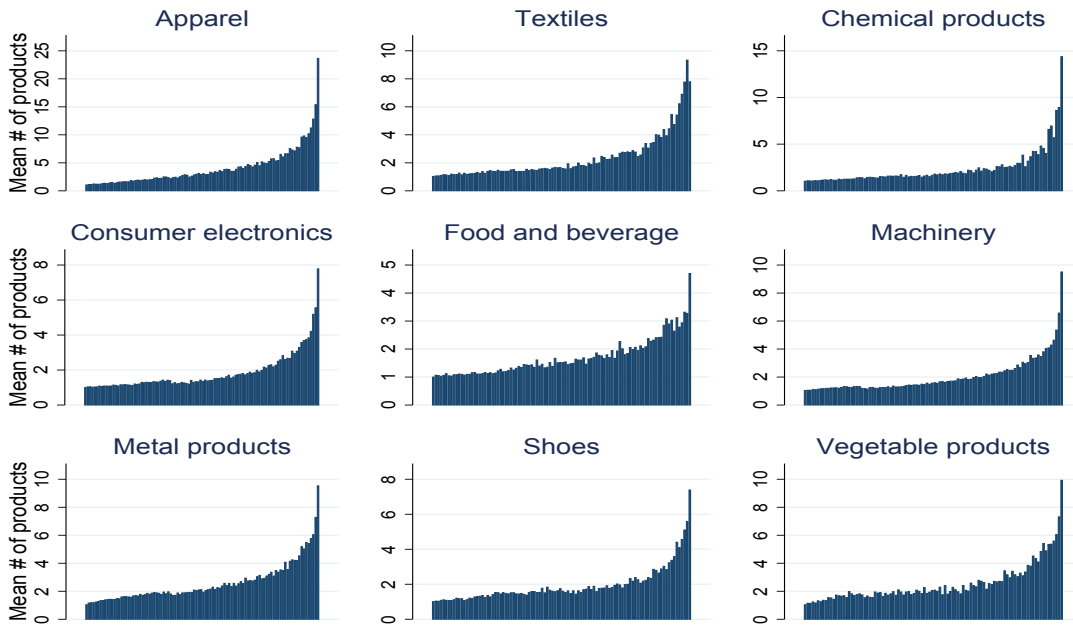 Apparel
Textiles
Chemical products
Mean # of products
0 5 10 15 20 25
0 2 4 6 8 10
0 5 10 15
Consumer electronics
Food and beverage
Machinery
Mean # of products
0 2 4 6 8
0 1 2 3 4 5
0 2 4 6 8 10
Metal products
Shoes
Vegetable products
Mean # of products
0 2 4 6 8 10
0 2 4 6 8
0 2 4 6 8 10